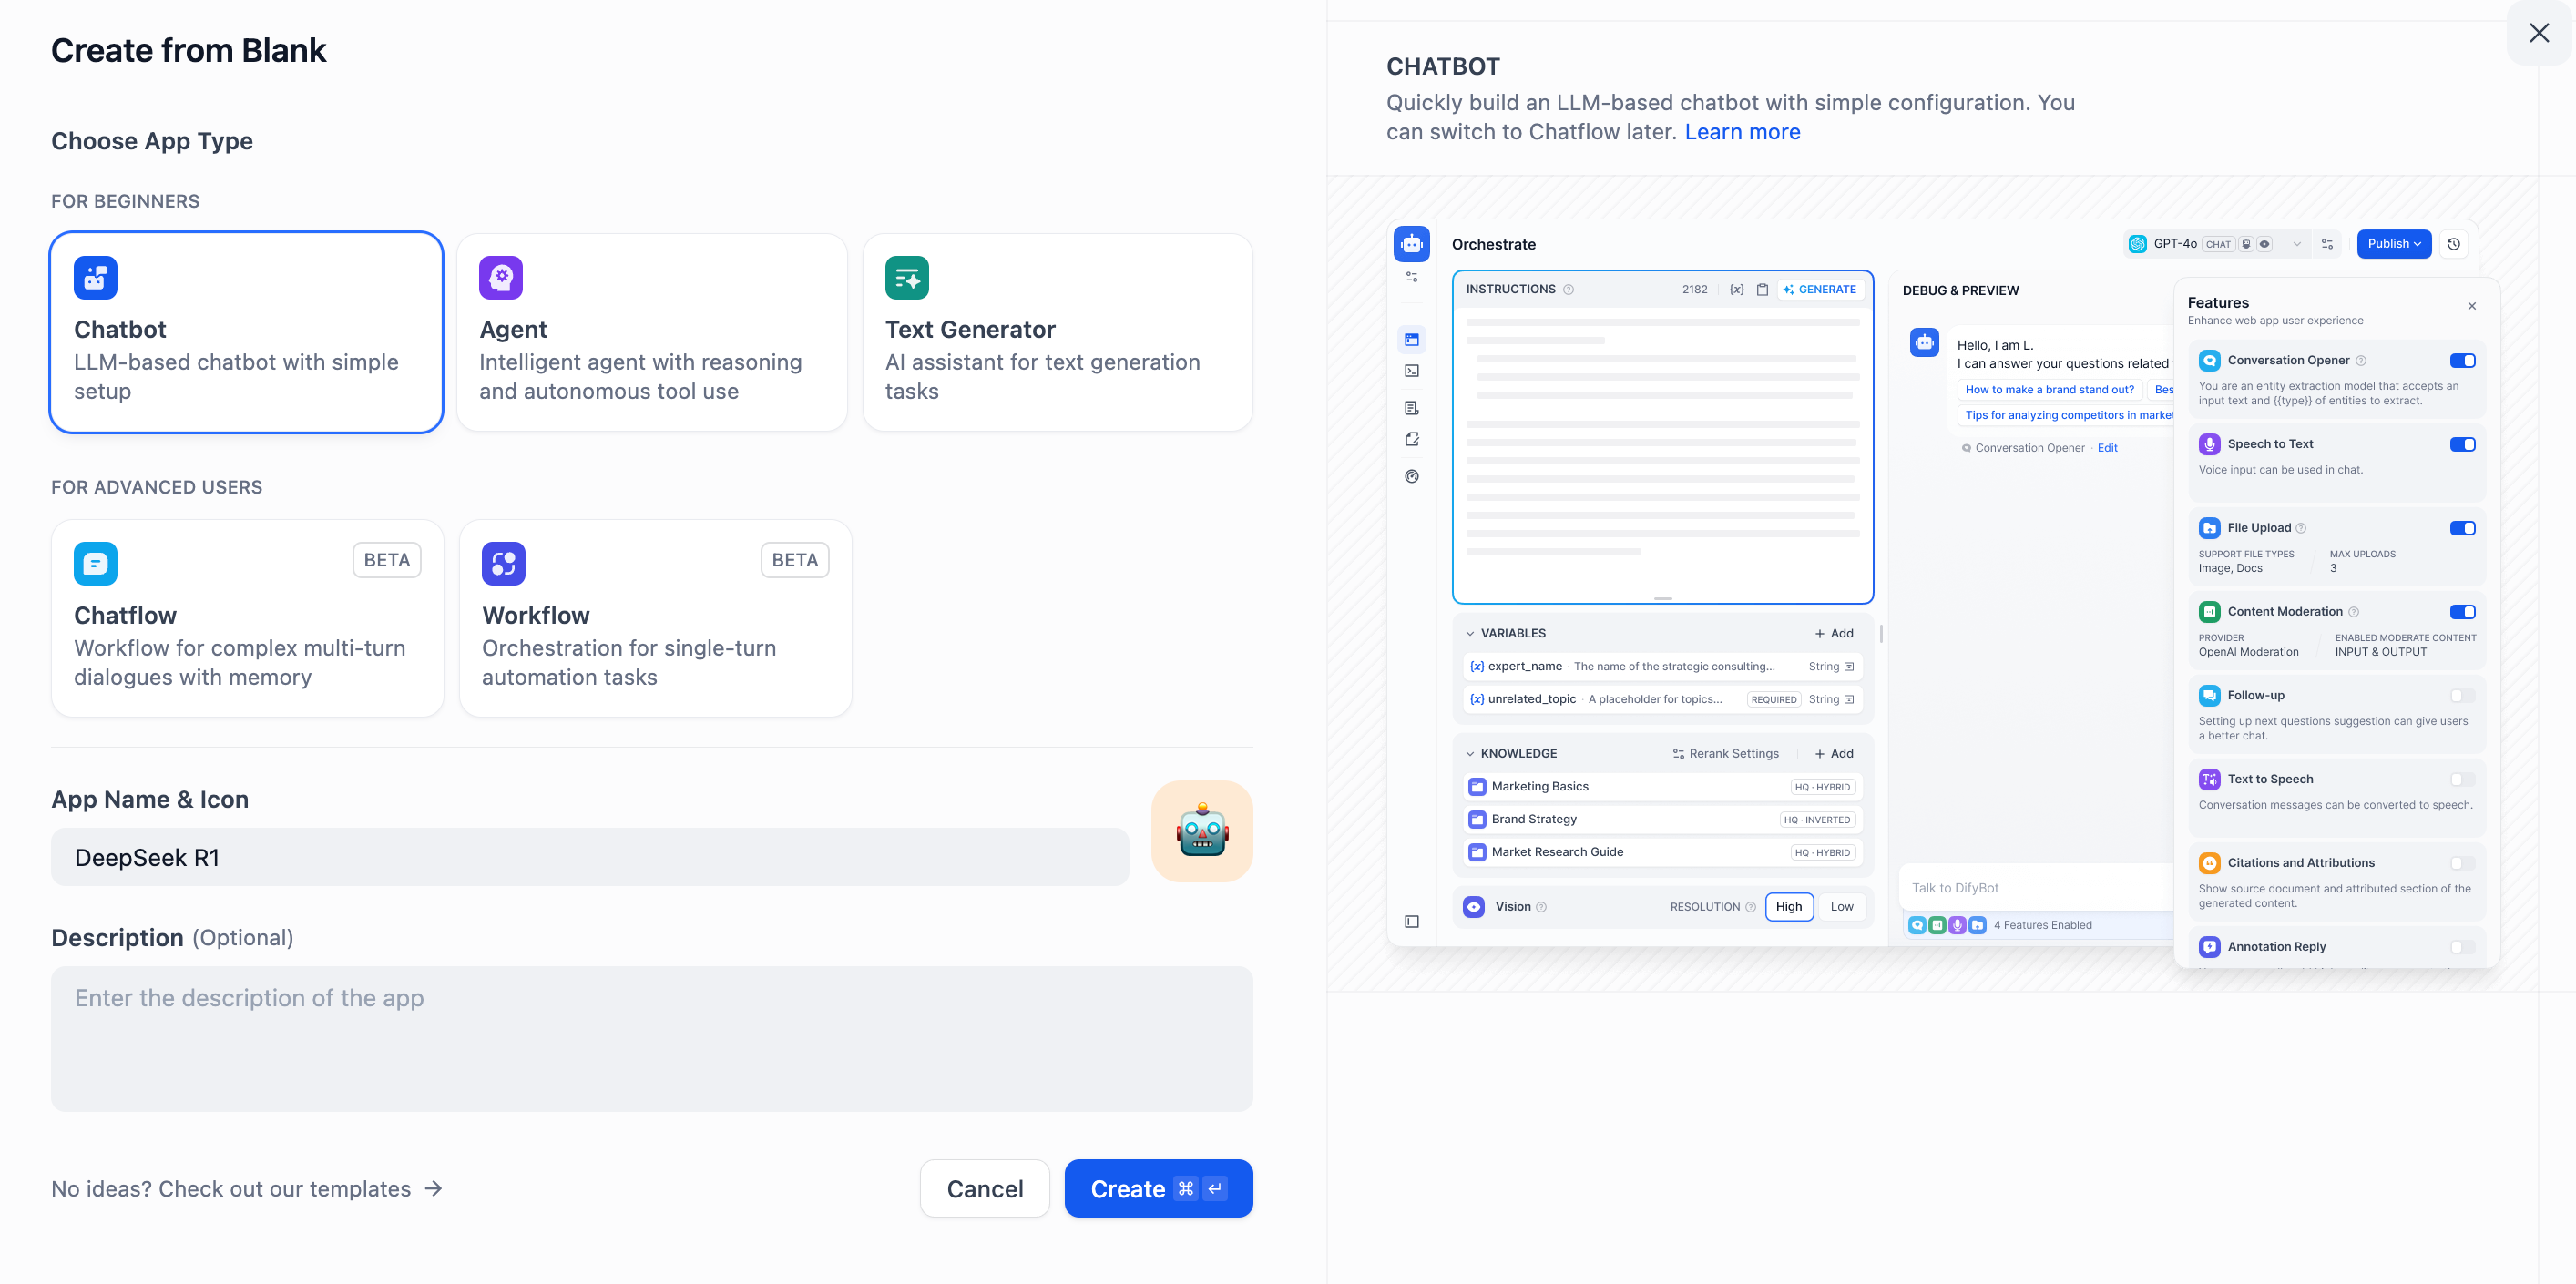 Create from Blank
Choose App Type
FOR BEGINNERS
Chatbot
LLM-based chatbot with simple
setup
Agent
Intelligent agent with reasoning
and autonomous tool use
Text Generator
AI assistant for text generation
tasks
FOR ADVANCED USERS
BETA
Chatflow
Workflow for complex multi-turn
dialogues with memory
BETA
Workflow
Orchestration for single-turn
automation tasks
App Name & Icon
DeepSeek R1
Description (Optional)
Enter the description of the app
No ideas? Check out our templates
Cancel
Create ⌘ ↵
CHATBOT
Quickly build an LLM-based chatbot with simple configuration. You
can switch to Chatflow later. Learn more
Orchestrate
GPT-4o CHAT
Publish
INSTRUCTIONS
2182
{x}
GENERATE
VARIABLES
+ Add
{x} expert_name · The name of the strategic consulting... String
{x} unrelated_topic · A placeholder for topics... REQUIRED String
KNOWLEDGE
Rerank Settings
+ Add
Marketing Basics HQ · HYBRID
Brand Strategy HQ · INVERTED
Market Research Guide HQ · HYBRID
Vision
RESOLUTION
High
Low
DEBUG & PREVIEW
Hello, I am L.
I can answer your questions related
How to make a brand stand out?
Bes
Tips for analyzing competitors in market
Conversation Opener · Edit
Talk to DifyBot
4 Features Enabled
Features
Enhance web app user experience
Conversation Opener
You are an entity extraction model that accepts an
input text and {{type}} of entities to extract.
Speech to Text
Voice input can be used in chat.
File Upload
SUPPORT FILE TYPES
Image, Docs
MAX UPLOADS
3
Content Moderation
PROVIDER
OpenAI Moderation
ENABLED MODERATE CONTENT
INPUT & OUTPUT
Follow-up
Setting up next questions suggestion can give users
a better chat.
Text to Speech
Conversation messages can be converted to speech.
Citations and Attributions
Show source document and attributed section of the
generated content.
Annotation Reply